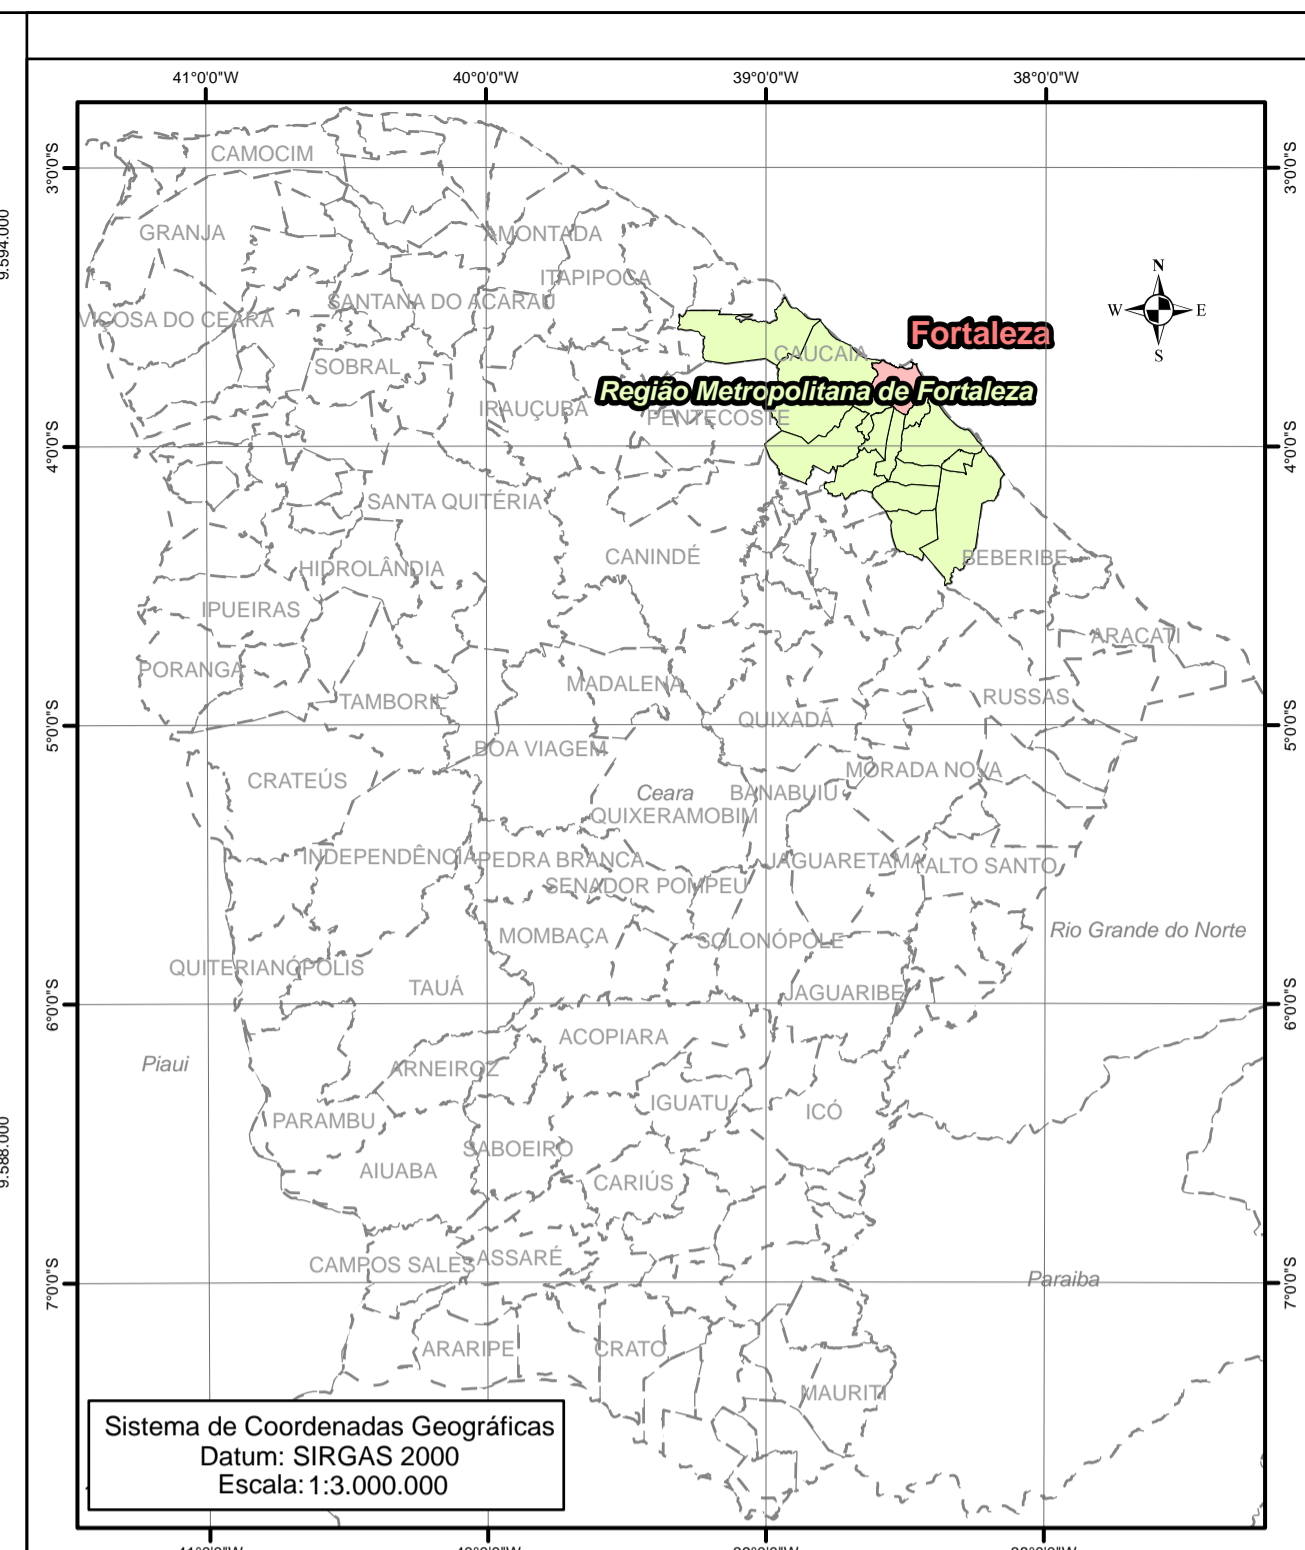 41°0'0"W
40°0'0"W
39°0'0"W
38°0'0"W
3°0'0"S
3°0'0"S
CAMOCIM
9.594.000
GRANJA
AMONTADA
ITAPIPOCA
N
W
E
S
SANTANA DO ACARAÚ
VIÇOSA DO CEARÁ
Fortaleza
CAUCAIA
SOBRAL
Região Metropolitana de Fortaleza
IRAUÇUBA
PENTECOSTE
4°0'0"S
4°0'0"S
SANTA QUITÉRIA
CANINDÉ
BEBERIBE
HIDROLÂNDIA
IPUEIRAS
ARACATI
PORANGA
MADALENA
RUSSAS
TAMBORIL
QUIXADÁ
5°0'0"S
5°0'0"S
BOA VIAGEM
MORADA NOVA
CRATEÚS
Ceara
BANABUIÚ
QUIXERAMOBIM
INDEPENDÊNCIA
PEDRA BRANCA
JAGUARETAMA
ALTO SANTO
SENADOR POMPEU
Rio Grande do Norte
MOMBAÇA
SOLONÓPOLE
QUITERIANÓPOLIS
TAUÁ
JAGUARIBE
6°0'0"S
6°0'0"S
ACOPIARA
Piaui
ARNEIROZ
IGUATU
ICÓ
PARAMBU
9.588.000
SABOEIRO
AIUABA
CARIÚS
CAMPOS SALES
ASSARÉ
Paraiba
7°0'0"S
7°0'0"S
ARARIPE
CRATO
MAURITI
Sistema de Coordenadas Geográficas
Datum: SIRGAS 2000
Escala: 1:3.000.000